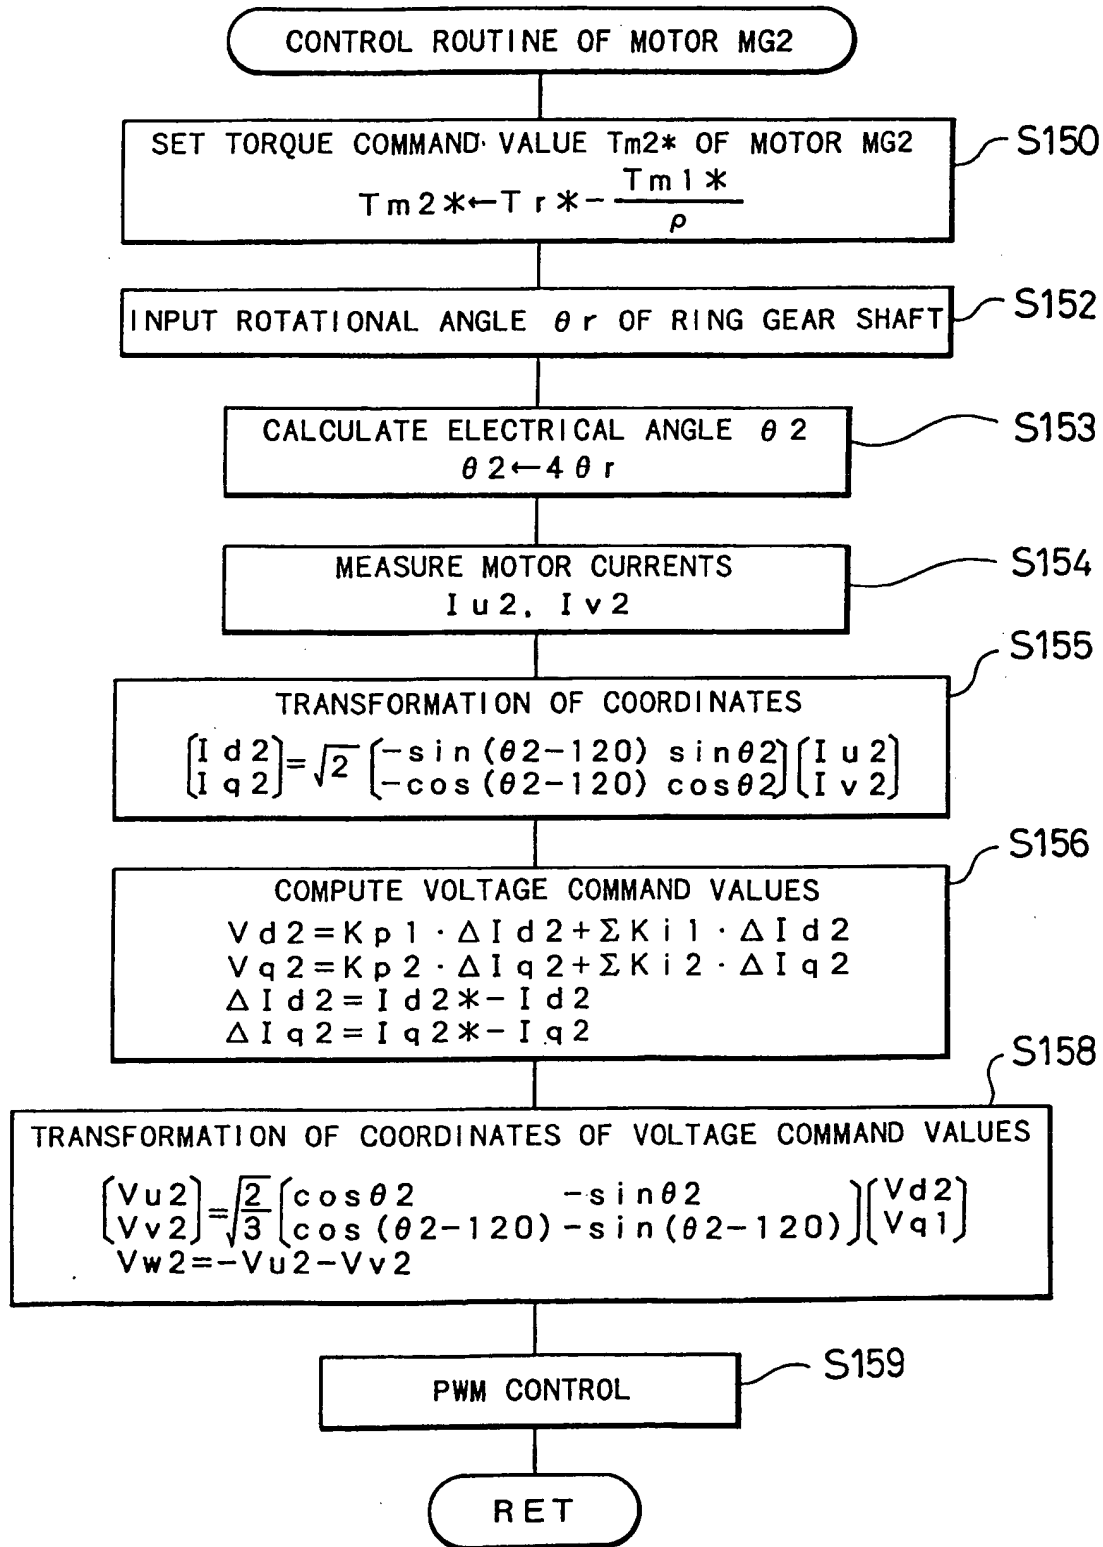 CONTROL ROUTINE OF MOTOR MG2
SET TORQUE COMMAND VALUE Tm2* OF MOTOR MG2
S150
Tm2*←Tr*-Tm1*/ρ
INPUT ROTATIONAL ANGLE θr OF RING GEAR SHAFT
S152
CALCULATE ELECTRICAL ANGLE θ2
S153
θ2←4θr
MEASURE MOTOR CURRENTS
S154
Iu2, Iv2
S155
TRANSFORMATION OF COORDINATES
[Id2] = √2 [-sin(θ2-120) sinθ2] [Iu2]
[Iq2] [-cos(θ2-120) cosθ2] [Iv2]
S156
COMPUTE VOLTAGE COMMAND VALUES
Vd2=Kp1·ΔId2+ΣKi1·ΔId2
Vq2=Kp2·ΔIq2+ΣKi2·ΔIq2
ΔId2=Id2*-Id2
ΔIq2=Iq2*-Iq2
S158
TRANSFORMATION OF COORDINATES OF VOLTAGE COMMAND VALUES
[Vu2] = √2/3 [cosθ2 -sinθ2] [Vd2]
[Vv2] [cos(θ2-120) -sin(θ2-120)] [Vq1]
Vw2=-Vu2-Vv2
PWM CONTROL
S159
RET